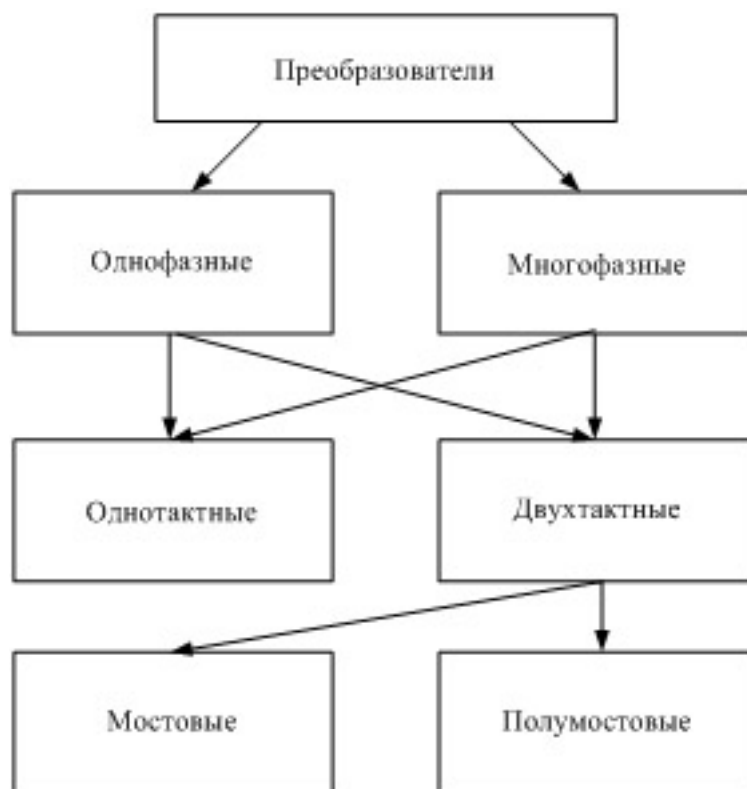 Преобразователи
Однофазные
Многофазные
Однотактные
Двухтактные
Мостовые
Полумостовые